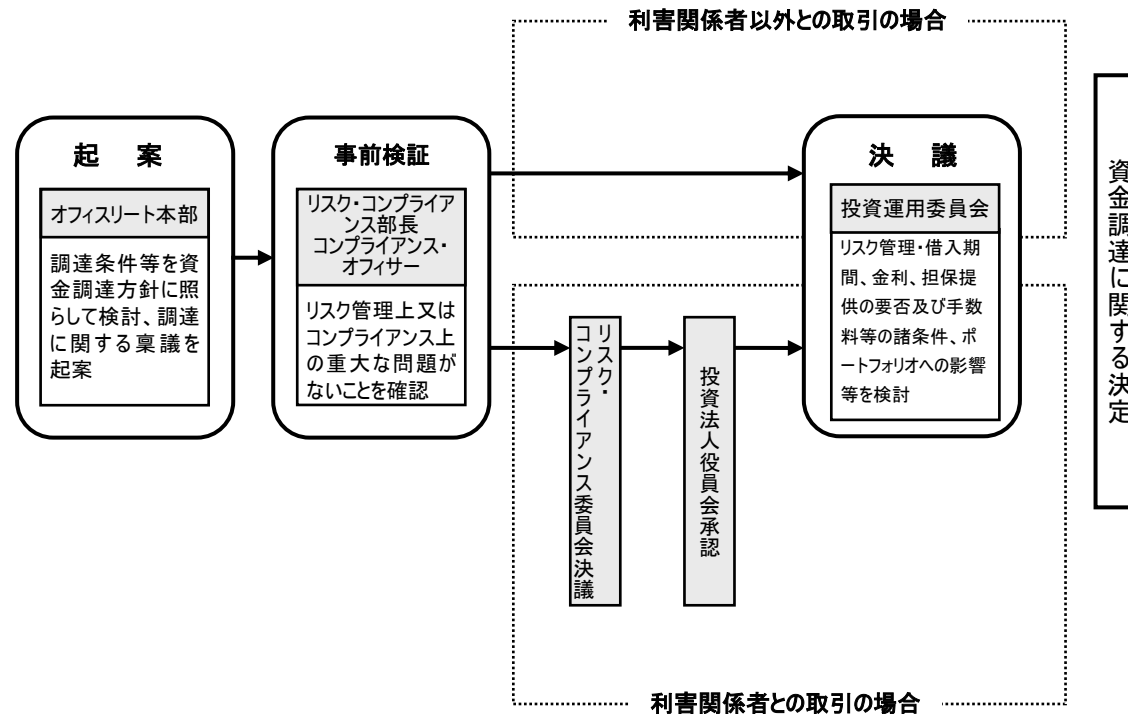 利害関係者以外との取引の場合
起　案
オフィスリート本部
調達条件等を資
金調達方針に照
らして検討、調達
に関する稟議を
起案
事前検証
リスク・コンプライア
ンス部長
コンプライアンス・
オフィサー
リスク管理上又は
コンプライアンス上
の重大な問題が
ないことを確認
リスク・
コンプライアンス委員会決議
投資法人役員会承認
決　議
投資運用委員会
リスク管理・借入期
間、金利、担保提
供の要否及び手数
料等の諸条件、ポ
ートフォリオへの影響
等を検討
資金調達に関する決定
利害関係者との取引の場合